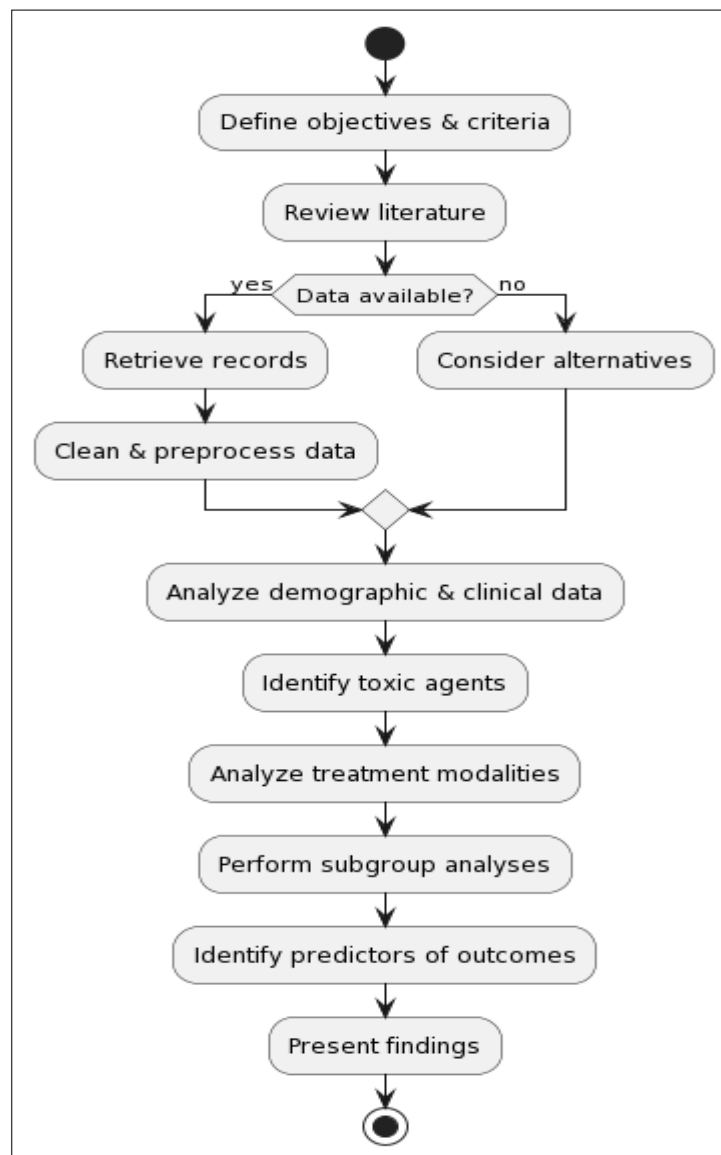 Define objectives & criteria
Review literature
yes
Data available?
no
Retrieve records
Consider alternatives
Clean & preprocess data
Analyze demographic & clinical data
Identify toxic agents
Analyze treatment modalities
Perform subgroup analyses
Identify predictors of outcomes
Present findings